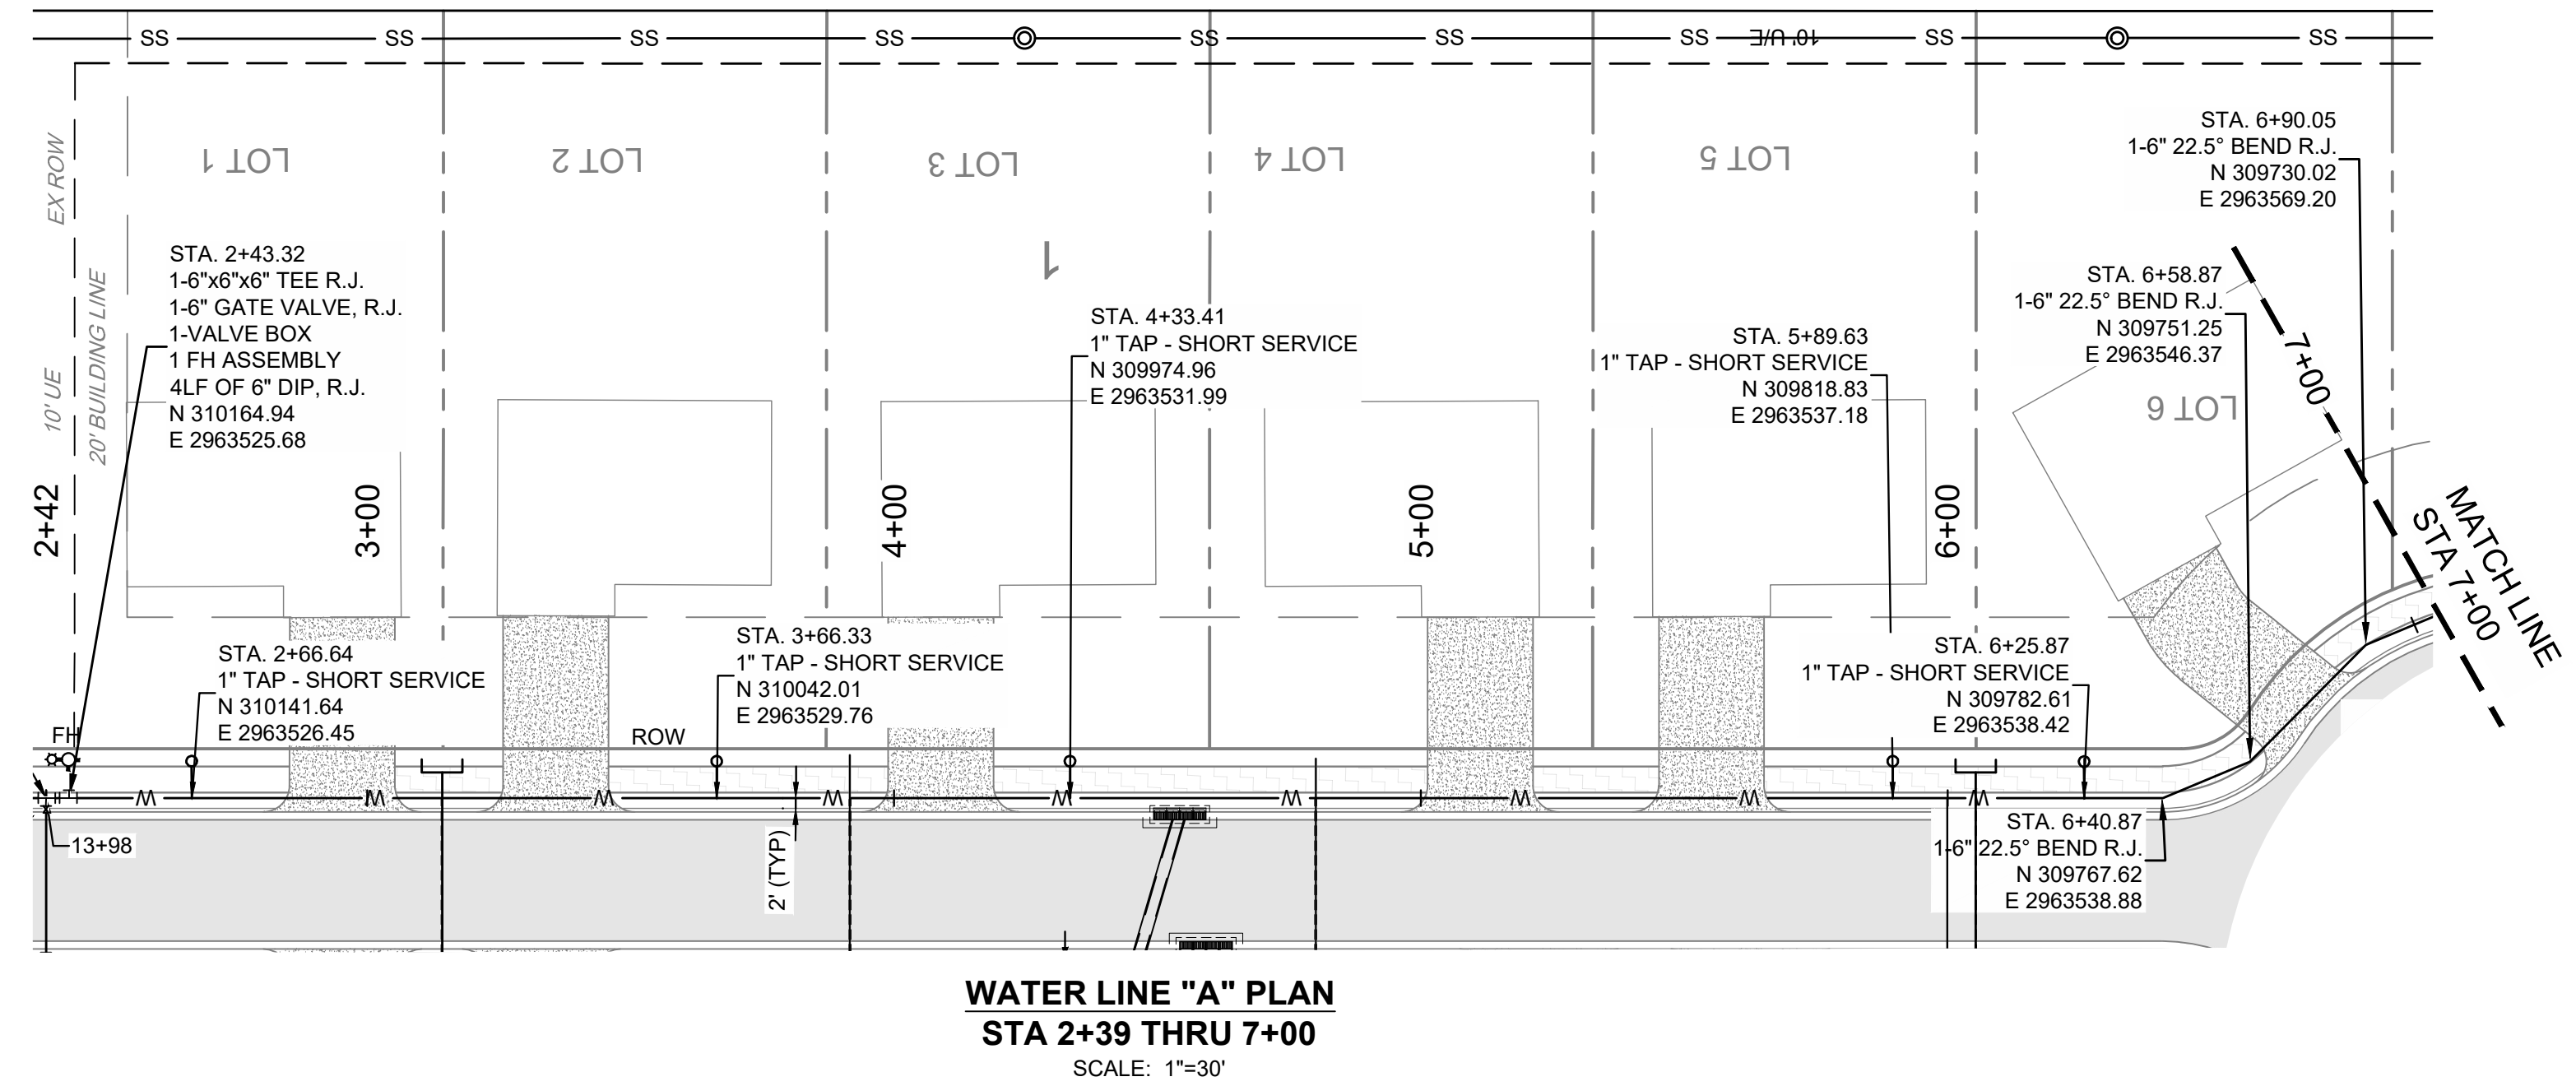 SS SS SS SS SS SS SS 10' U/E SS SS
EX ROW
10' UE
20' BUILDING LINE
LOT 1
LOT 2
LOT 3
LOT 4
LOT 5
LOT 6
1
STA. 6+90.05
1-6" 22.5° BEND R.J.
N 309730.02
E 2963569.20
STA. 2+43.32
1-6"x6"x6" TEE R.J.
1-6" GATE VALVE, R.J.
1-VALVE BOX
1 FH ASSEMBLY
4LF OF 6" DIP, R.J.
N 310164.94
E 2963525.68
STA. 4+33.41
1" TAP - SHORT SERVICE
N 309974.96
E 2963531.99
STA. 5+89.63
1" TAP - SHORT SERVICE
N 309818.83
E 2963537.18
STA. 6+58.87
1-6" 22.5° BEND R.J.
N 309751.25
E 2963546.37
7+00
2+42
3+00
4+00
5+00
6+00
MATCH LINE
STA 7+00
STA. 2+66.64
1" TAP - SHORT SERVICE
N 310141.64
E 2963526.45
STA. 3+66.33
1" TAP - SHORT SERVICE
N 310042.01
E 2963529.76
STA. 6+25.87
1" TAP - SHORT SERVICE
N 309782.61
E 2963538.42
FH
ROW
W W W W W W W W W
13+98
2' (TYP)
STA. 6+40.87
1-6" 22.5° BEND R.J.
N 309767.62
E 2963538.88
WATER LINE "A" PLAN
STA 2+39 THRU 7+00
SCALE: 1"=30'